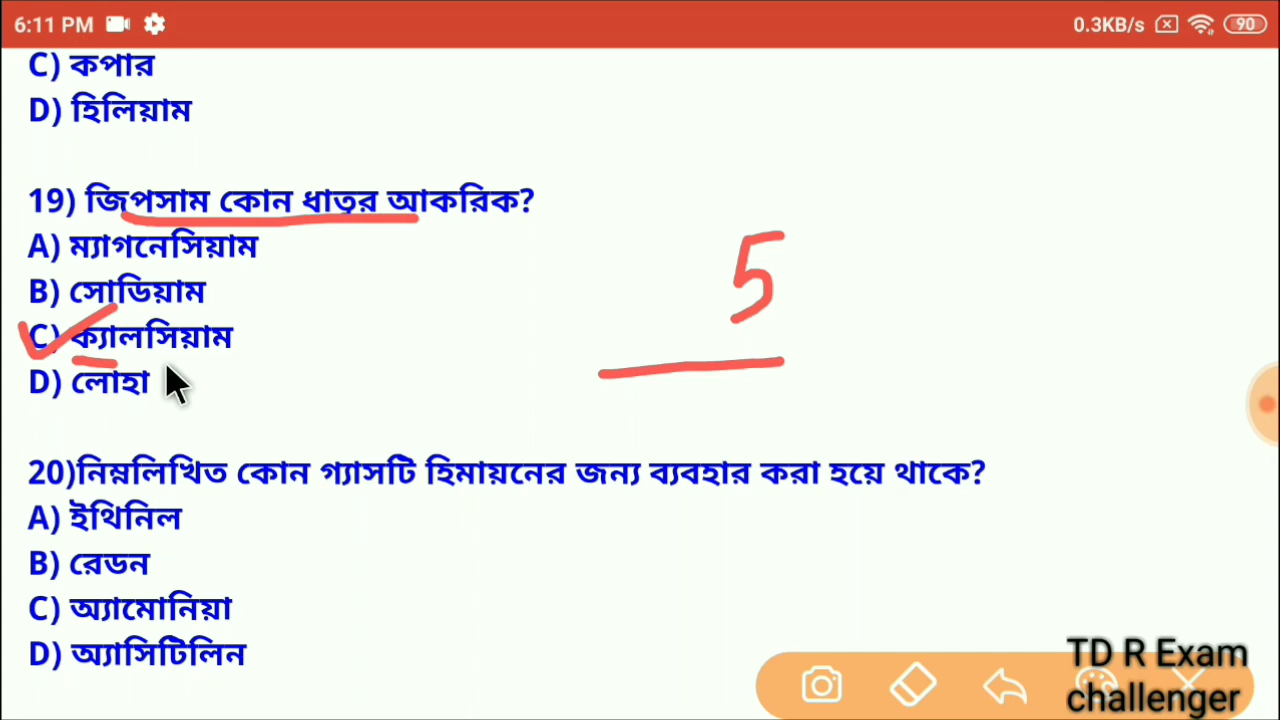 6:11 PM
0.3KB/s
90
C) কপার
D) হিলিয়াম
19) জিপসাম কোন ধাতুর আকরিক?
A) ম্যাগনেসিয়াম
B) সোডিয়াম
C) ক্যালসিয়াম
D) লোহা
5
20)নিম্নলিখিত কোন গ্যাসটি হিমায়নের জন্য ব্যবহার করা হয়ে থাকে?
A) ইথিনিল
B) রেডন
C) অ্যামোনিয়া
D) অ্যাসিটিলিন
TD R Exam
challenger